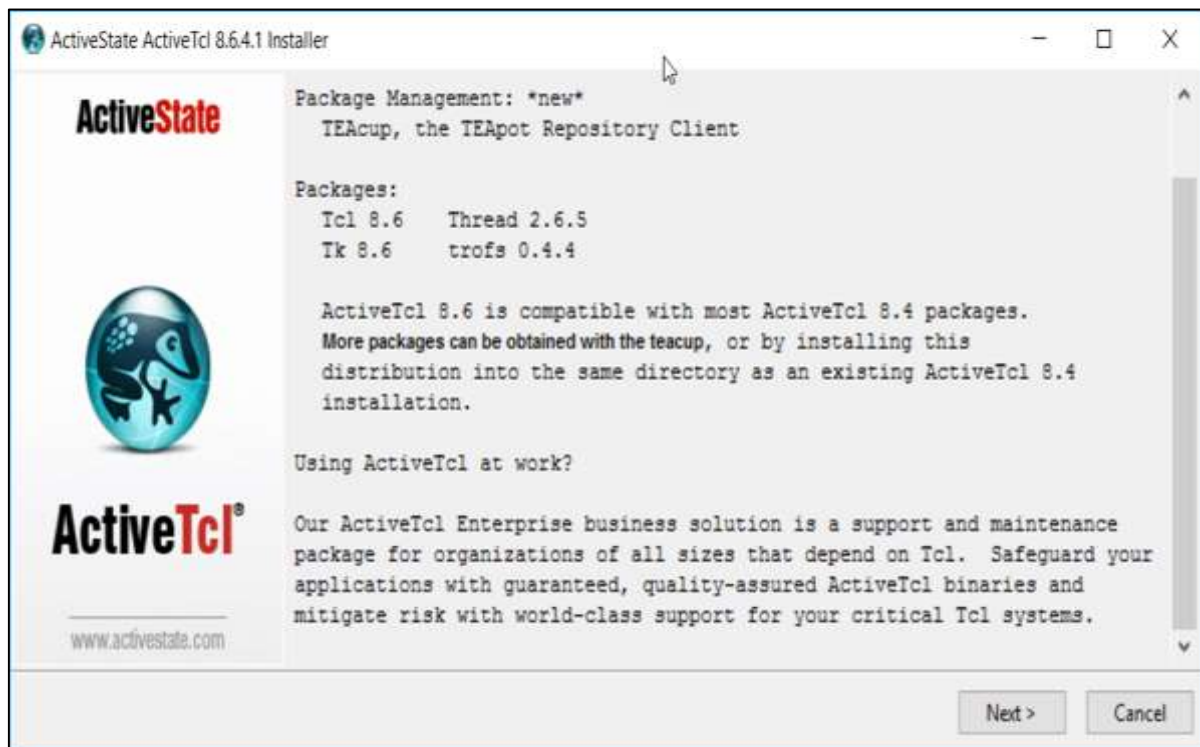 ActiveState ActiveTcl 8.6.4.1 Installer
ActiveState
Package Management: *new*
TEAcup, the TEApot Repository Client
Packages:
Tcl 8.6 Thread 2.6.5
Tk 8.6 trofs 0.4.4
ActiveTcl 8.6 is compatible with most ActiveTcl 8.4 packages.
More packages can be obtained with the teacup, or by installing this
distribution into the same directory as an existing ActiveTcl 8.4
installation.
Using ActiveTcl at work?
Our ActiveTcl Enterprise business solution is a support and maintenance
package for organizations of all sizes that depend on Tcl. Safeguard your
applications with guaranteed, quality-assured ActiveTcl binaries and
mitigate risk with world-class support for your critical Tcl systems.
ActiveTcl®
www.activestate.com
Next >
Cancel